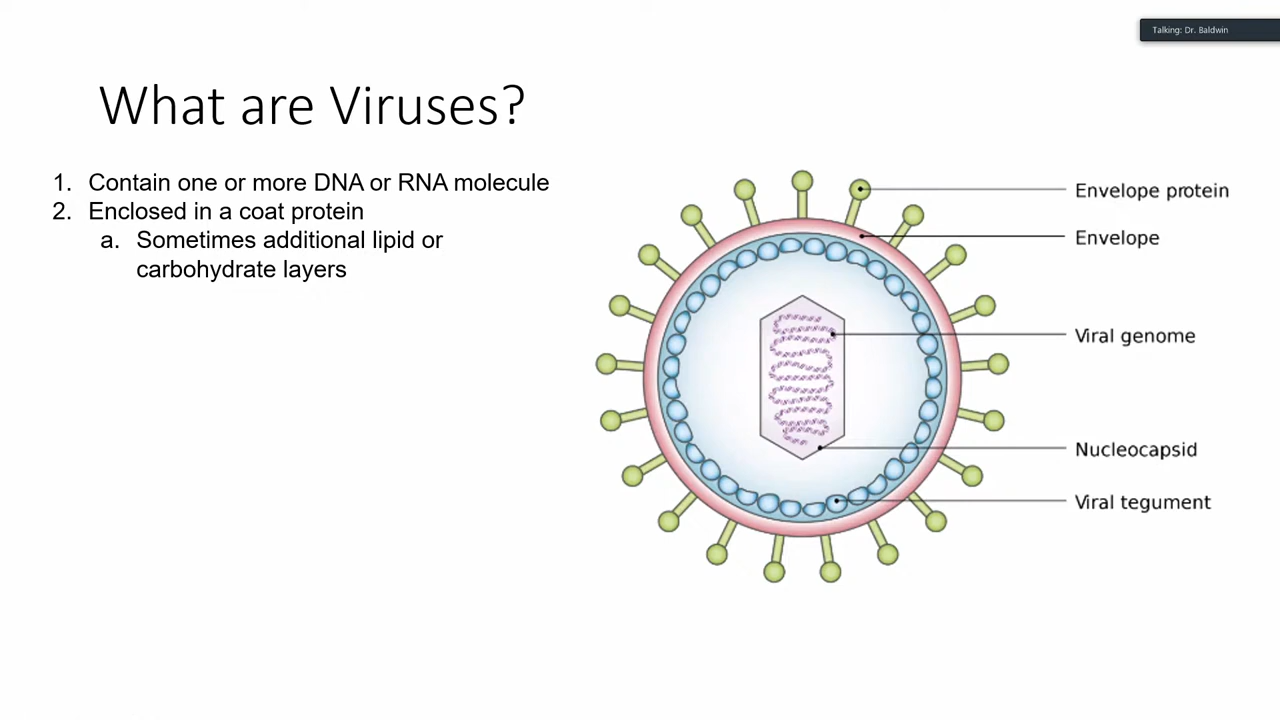 Talking: Dr. Baldwin
What are Viruses?
1. Contain one or more DNA or RNA molecule
2. Enclosed in a coat protein
a. Sometimes additional lipid or
carbohydrate layers
Envelope protein
Envelope
Viral genome
Nucleocapsid
Viral tegument